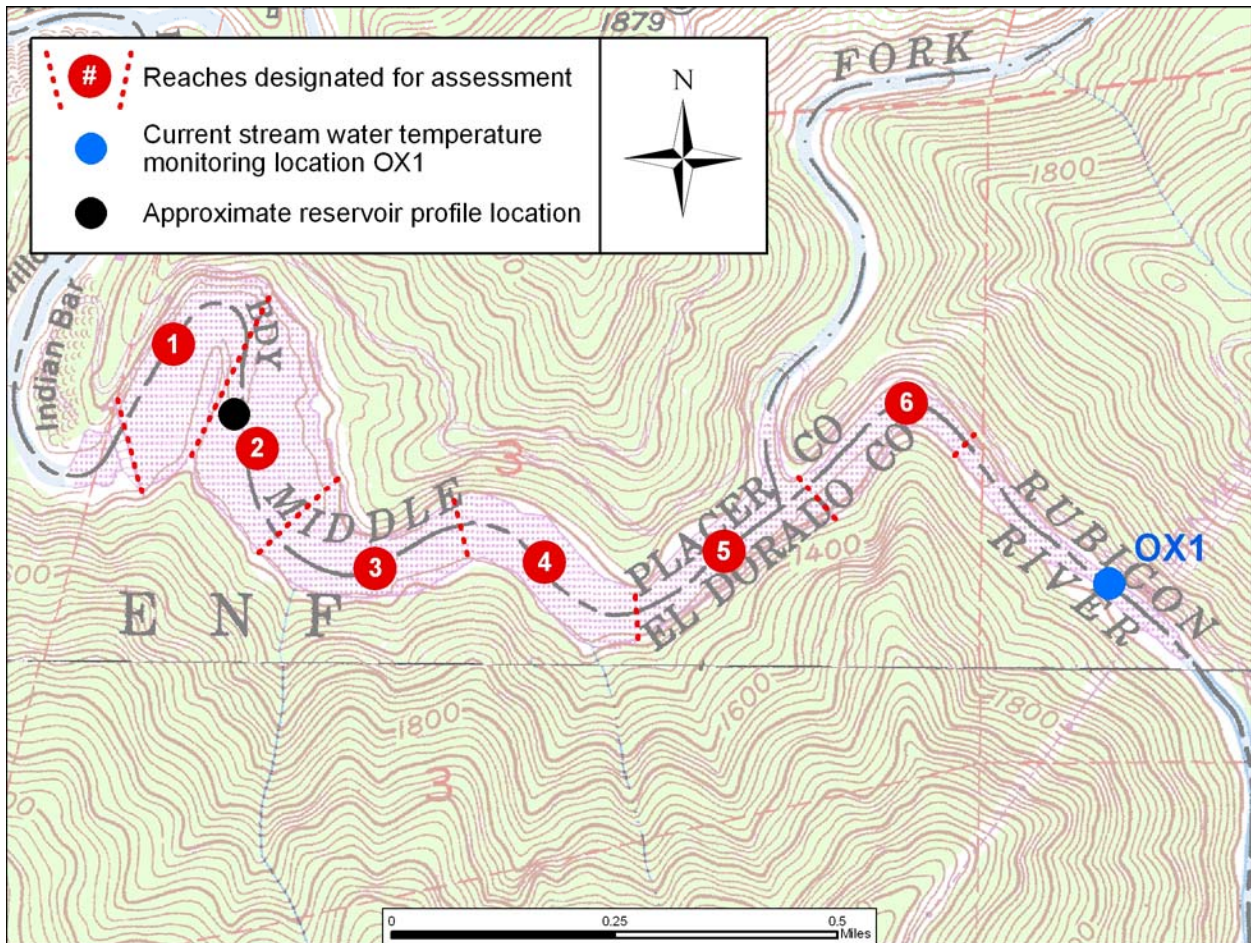 1879
FORK
#
Reaches designated for assessment
Current stream water temperature
monitoring location OX1
Approximate reservoir profile location
N
1800
Indian Bar
EDY
1
2
3
MIDDLE
3
4
5
6
PLACER CO
EL DORADO CO
1400
RUBICON
RIVER
OX1
E N F
1800
1600
1800
3
0
0.25
0.5
Miles